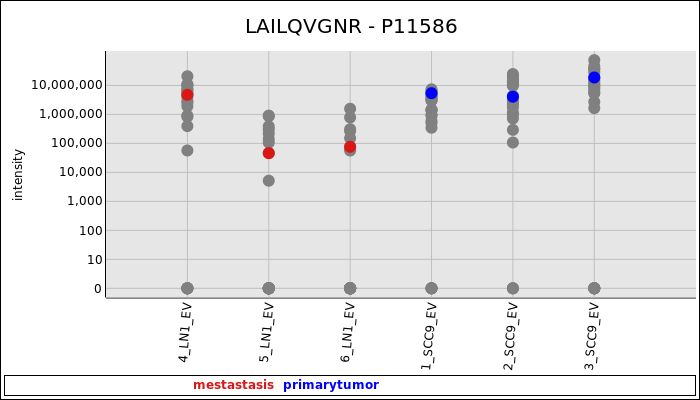 LAILQVGNR - P11586
10,000,000
1,000,000
100,000
10,000
1,000
100
10
0
intensity
4_LN1_EV
5_LN1_EV
6_LN1_EV
1_SCC9_EV
2_SCC9_EV
3_SCC9_EV
mestastasis primarytumor